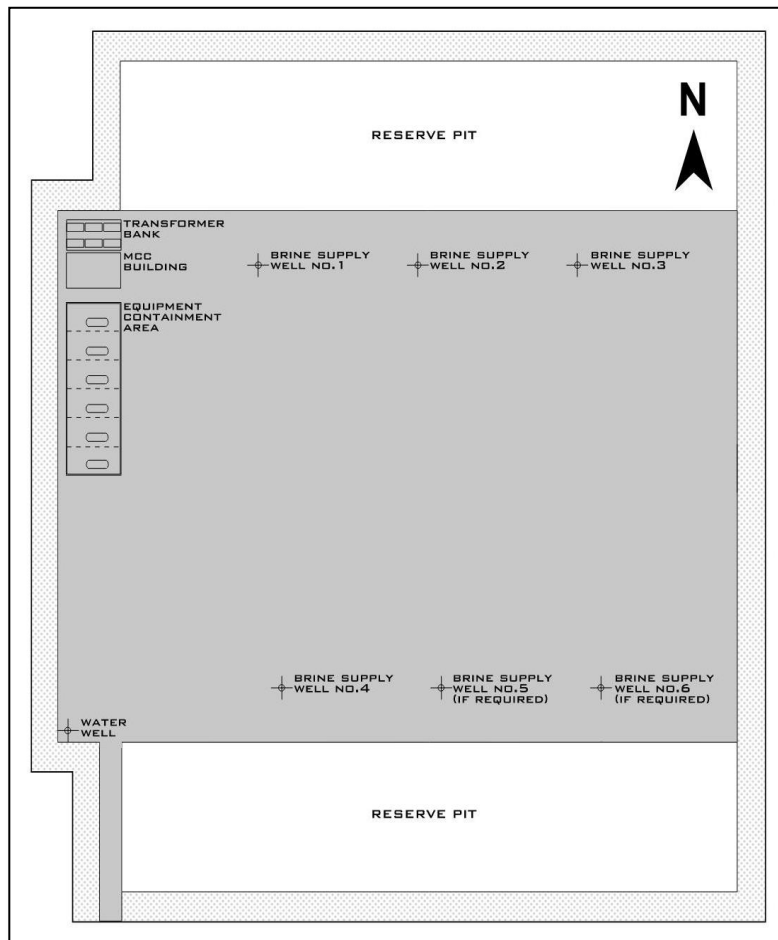 RESERVE PIT
N
TRANSFORMER
BANK
MCC
BUILDING
BRINE SUPPLY
WELL NO.1
BRINE SUPPLY
WELL NO.2
BRINE SUPPLY
WELL NO.3
EQUIPMENT
CONTAINMENT
AREA
BRINE SUPPLY
WELL NO.4
BRINE SUPPLY
WELL NO.5
(IF REQUIRED)
BRINE SUPPLY
WELL NO.6
(IF REQUIRED)
WATER
WELL
RESERVE PIT